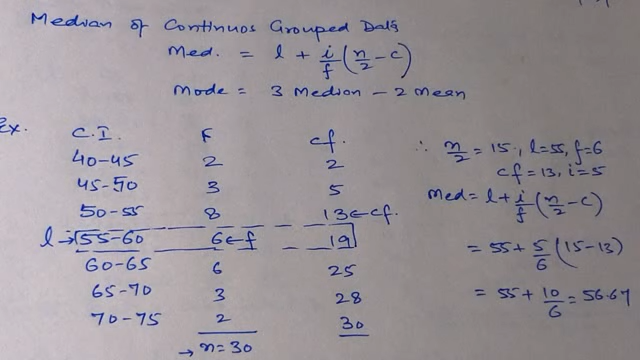 Median of Continuos Grouped Data
Med. = l + i/f (n/2 - c)
Mode = 3 Median - 2 Mean
Ex. C.I. F cf.
40-45 2 2
45-50 3 5
50-55 8 13 ← cf.
l → 55-60 6 ← f 19
60-65 6 25
65-70 3 28
70-75 2 30
→ n = 30
∴ n/2 = 15, l = 55, f = 6
cf = 13, i = 5
Med = l + i/f (n/2 - c)
= 55 + 5/6 (15 - 13)
= 55 + 10/6 = 56.67